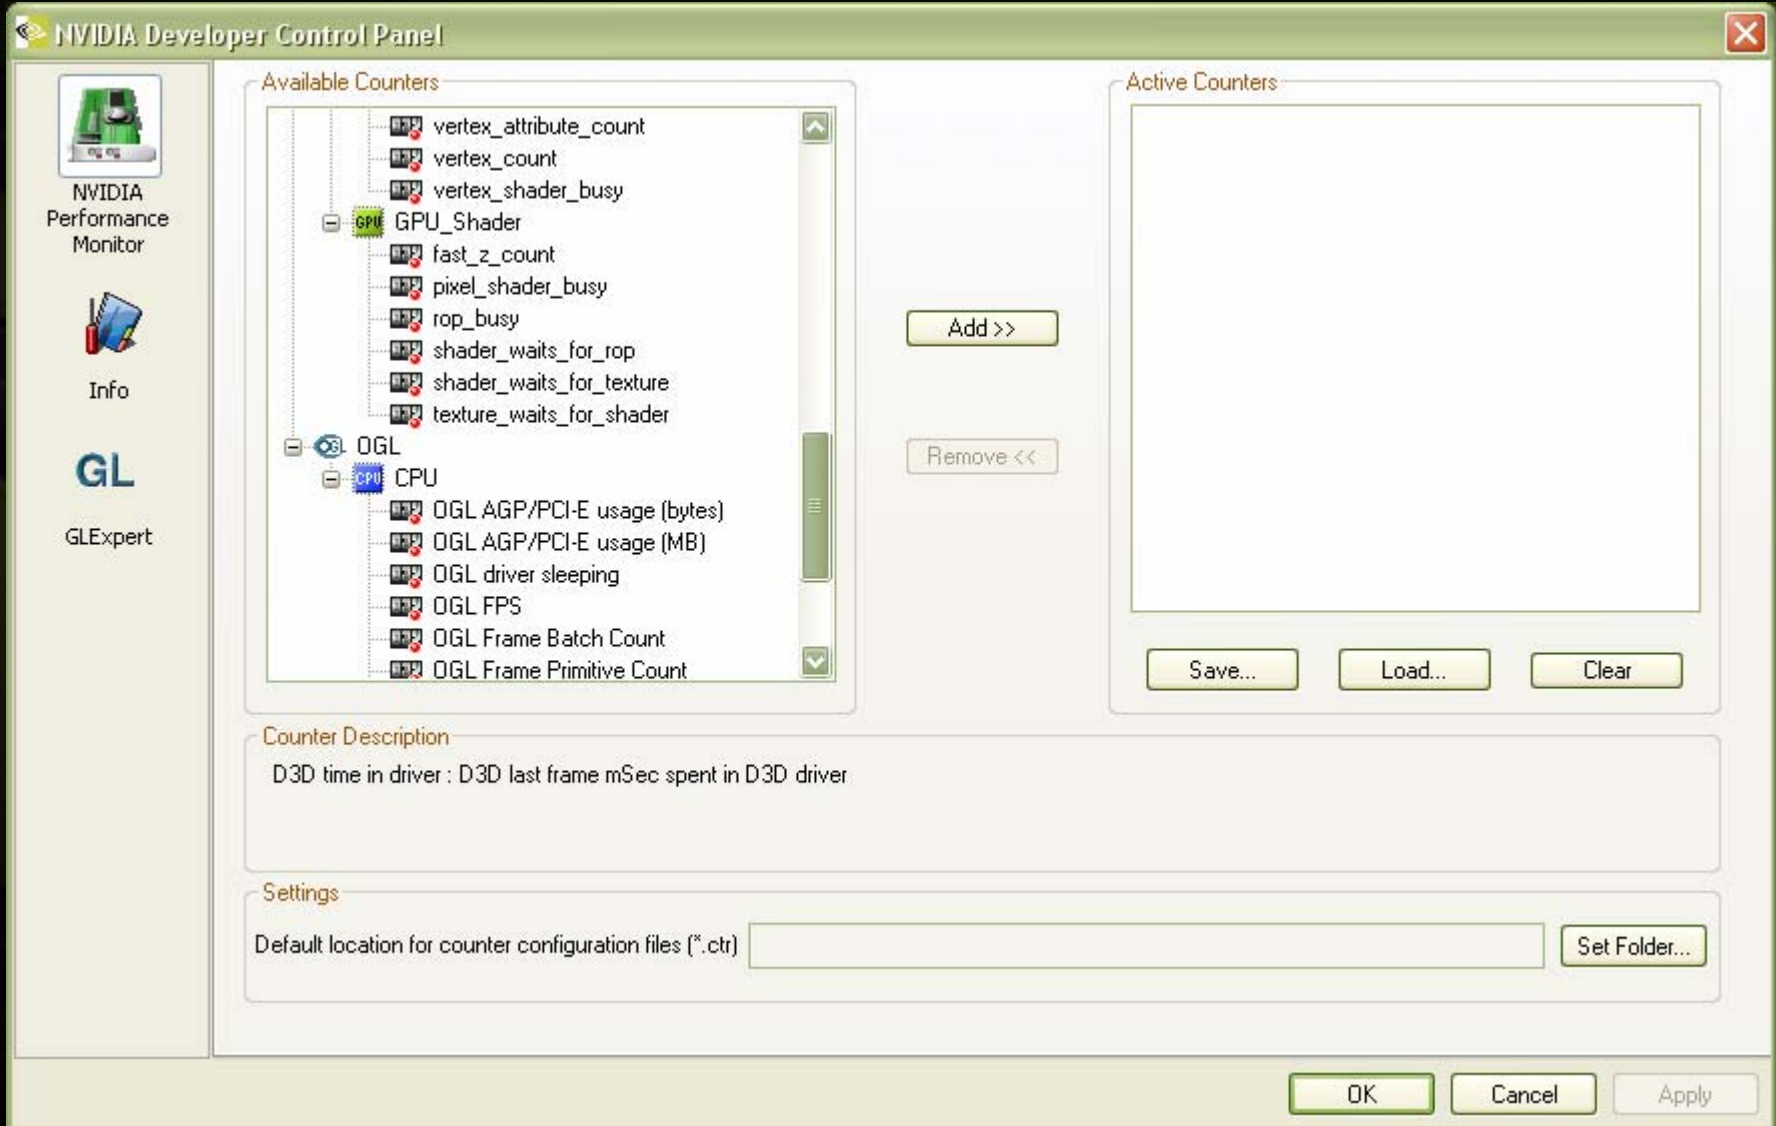 NVIDIA Developer Control Panel
NVIDIA
Performance
Monitor
Info
GL
GLExpert
Available Counters
vertex_attribute_count
vertex_count
vertex_shader_busy
GPU GPU_Shader
fast_z_count
pixel_shader_busy
rop_busy
shader_waits_for_rop
shader_waits_for_texture
texture_waits_for_shader
OGL OGL
CPU CPU
OGL AGP/PCI-E usage (bytes)
OGL AGP/PCI-E usage (MB)
OGL driver sleeping
OGL FPS
OGL Frame Batch Count
OGL Frame Primitive Count
Add >>
Remove <<
Active Counters
Save...
Load...
Clear
Counter Description
D3D time in driver : D3D last frame mSec spent in D3D driver
Settings
Default location for counter configuration files (*.ctr)
Set Folder...
OK
Cancel
Apply